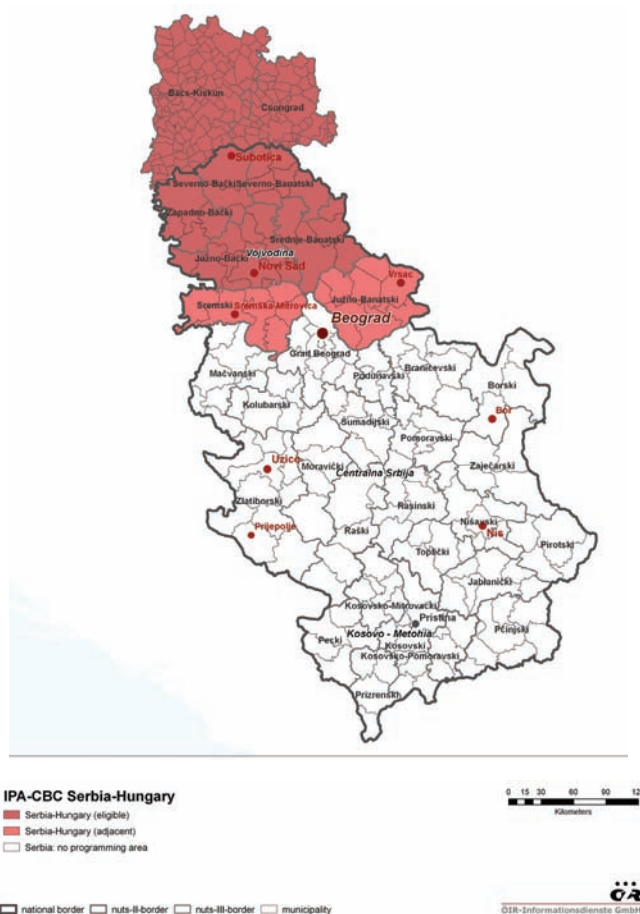 Bács-Kiskun
Csongrad
Subotica
Severno-Bački
Severno-Banatski
Zapadno-Bački
Srednje-Banatski
Vojvodina
Južno-Bački
Novi Sad
Vrsac
Južno-Banatski
Sremski
Sremska-Mitrovica
Beograd
Grad Beograd
Mačvanski
Podunavski
Braničevski
Borski
Kolubarski
Šumadijski
Bor
Pomoravski
Uzice
Moravički
Centralna Srbija
Zaječarski
Zlatiborski
Rasinski
Prijepolje
Raški
Nišavski
Nis
Pirotski
Toplički
Jablanički
Kosovsko-Mitrovački
Pristina
Pećki
Kosovo - Metohia
Kosovski
Kosovsko-Pomoravski
Pčinjski
Prizrenski
IPA-CBC Serbia-Hungary
Serbia-Hungary (eligible)
Serbia-Hungary (adjacent)
Serbia: no programming area
0 15 30 60 90
Kilometers
national border nuts-II-border nuts-III-border municipality
ÖIR
ÖIR-Informationsdienste GmbH